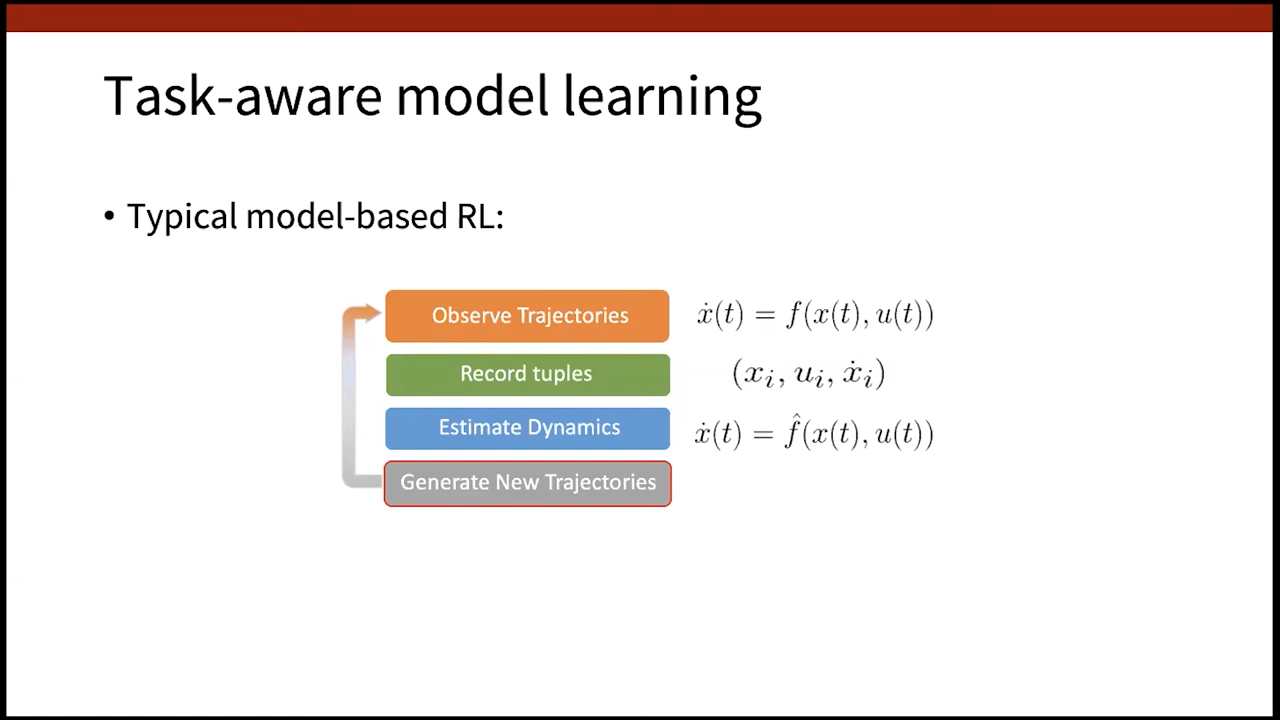 Task-aware model learning
• Typical model-based RL:
Observe Trajectories ẋ(t) = f(x(t), u(t))
Record tuples (xᵢ, uᵢ, ẋᵢ)
Estimate Dynamics ẋ(t) = f̂(x(t), u(t))
Generate New Trajectories